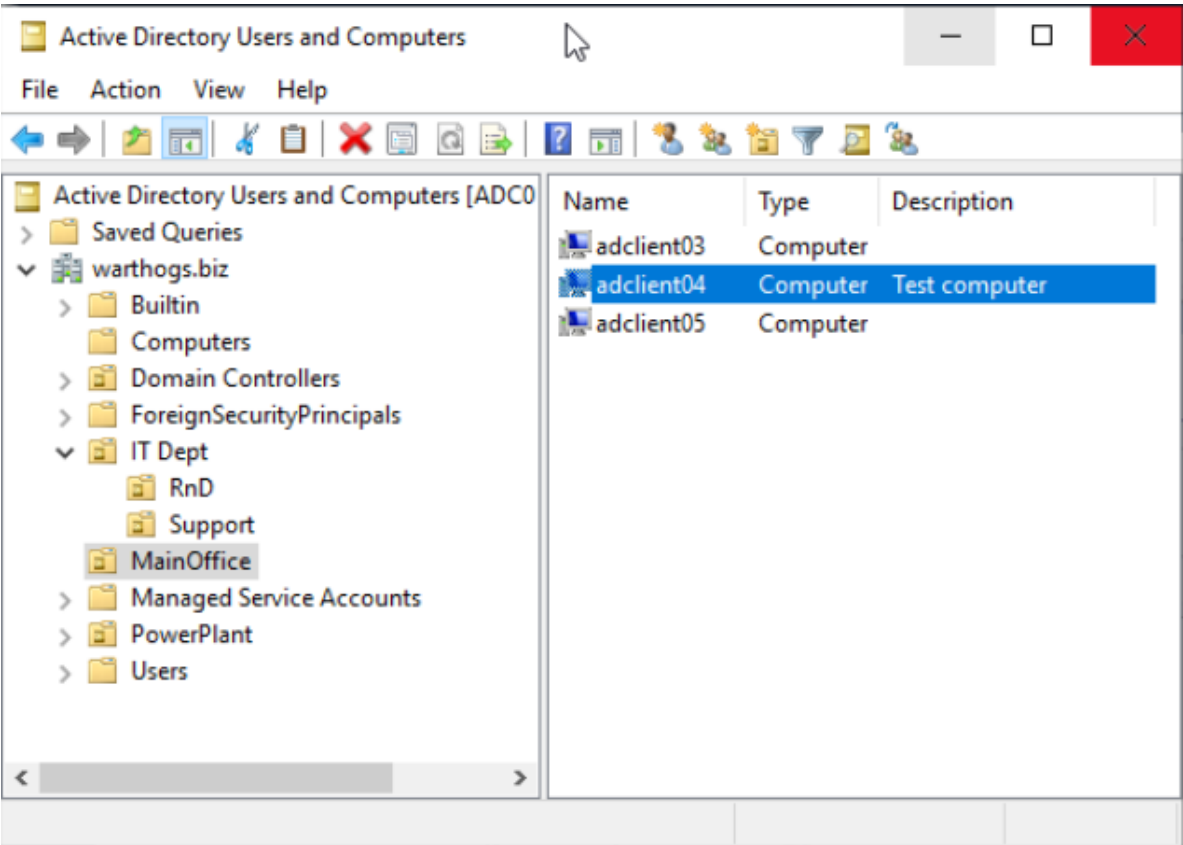 Active Directory Users and Computers
File Action View Help
Active Directory Users and Computers [ADC0
Saved Queries
warthogs.biz
Builtin
Computers
Domain Controllers
ForeignSecurityPrincipals
IT Dept
RnD
Support
MainOffice
Managed Service Accounts
PowerPlant
Users
Name Type Description
adclient03 Computer
adclient04 Computer Test computer
adclient05 Computer